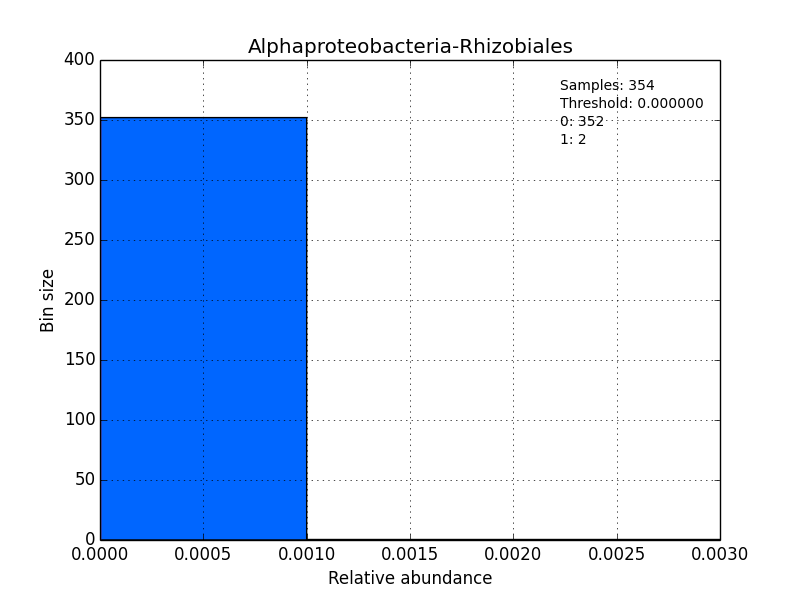 Alphaproteobacteria-Rhizobiales
Samples: 354
Threshold: 0.000000
0: 352
1: 2
400
350
300
250
200
150
100
50
0
Bin size
0.0000 0.0005 0.0010 0.0015 0.0020 0.0025 0.0030
Relative abundance